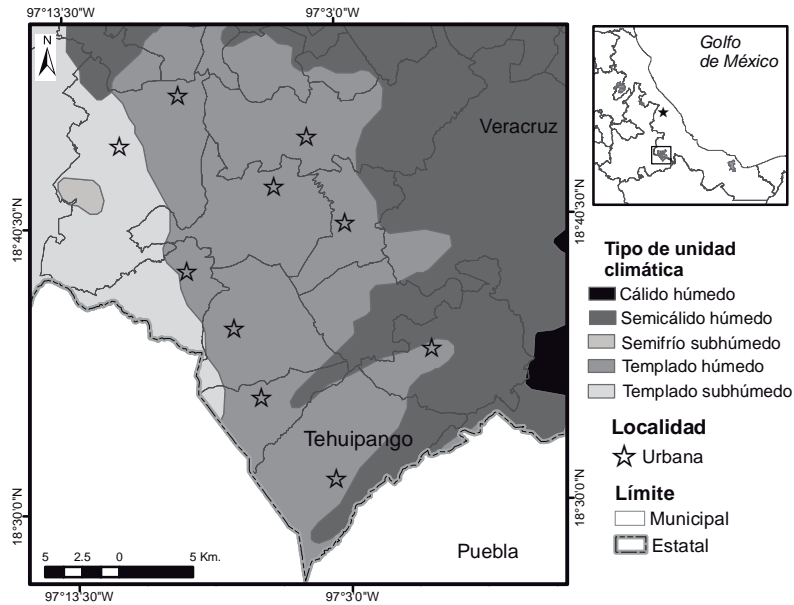 97°13'30"W
97°3'0"W
N
Golfo
de México
Veracruz
18°40'30"N
18°40'30"N
Tipo de unidad
climática
Cálido húmedo
Semicálido húmedo
Semifrío subhúmedo
Templado húmedo
Templado subhúmedo
Localidad
Urbana
Tehuipango
Límite
Municipal
Estatal
18°30'0"N
18°30'0"N
Puebla
5 2.5 0 5 Km.
97°13'30"W
97°3'0"W